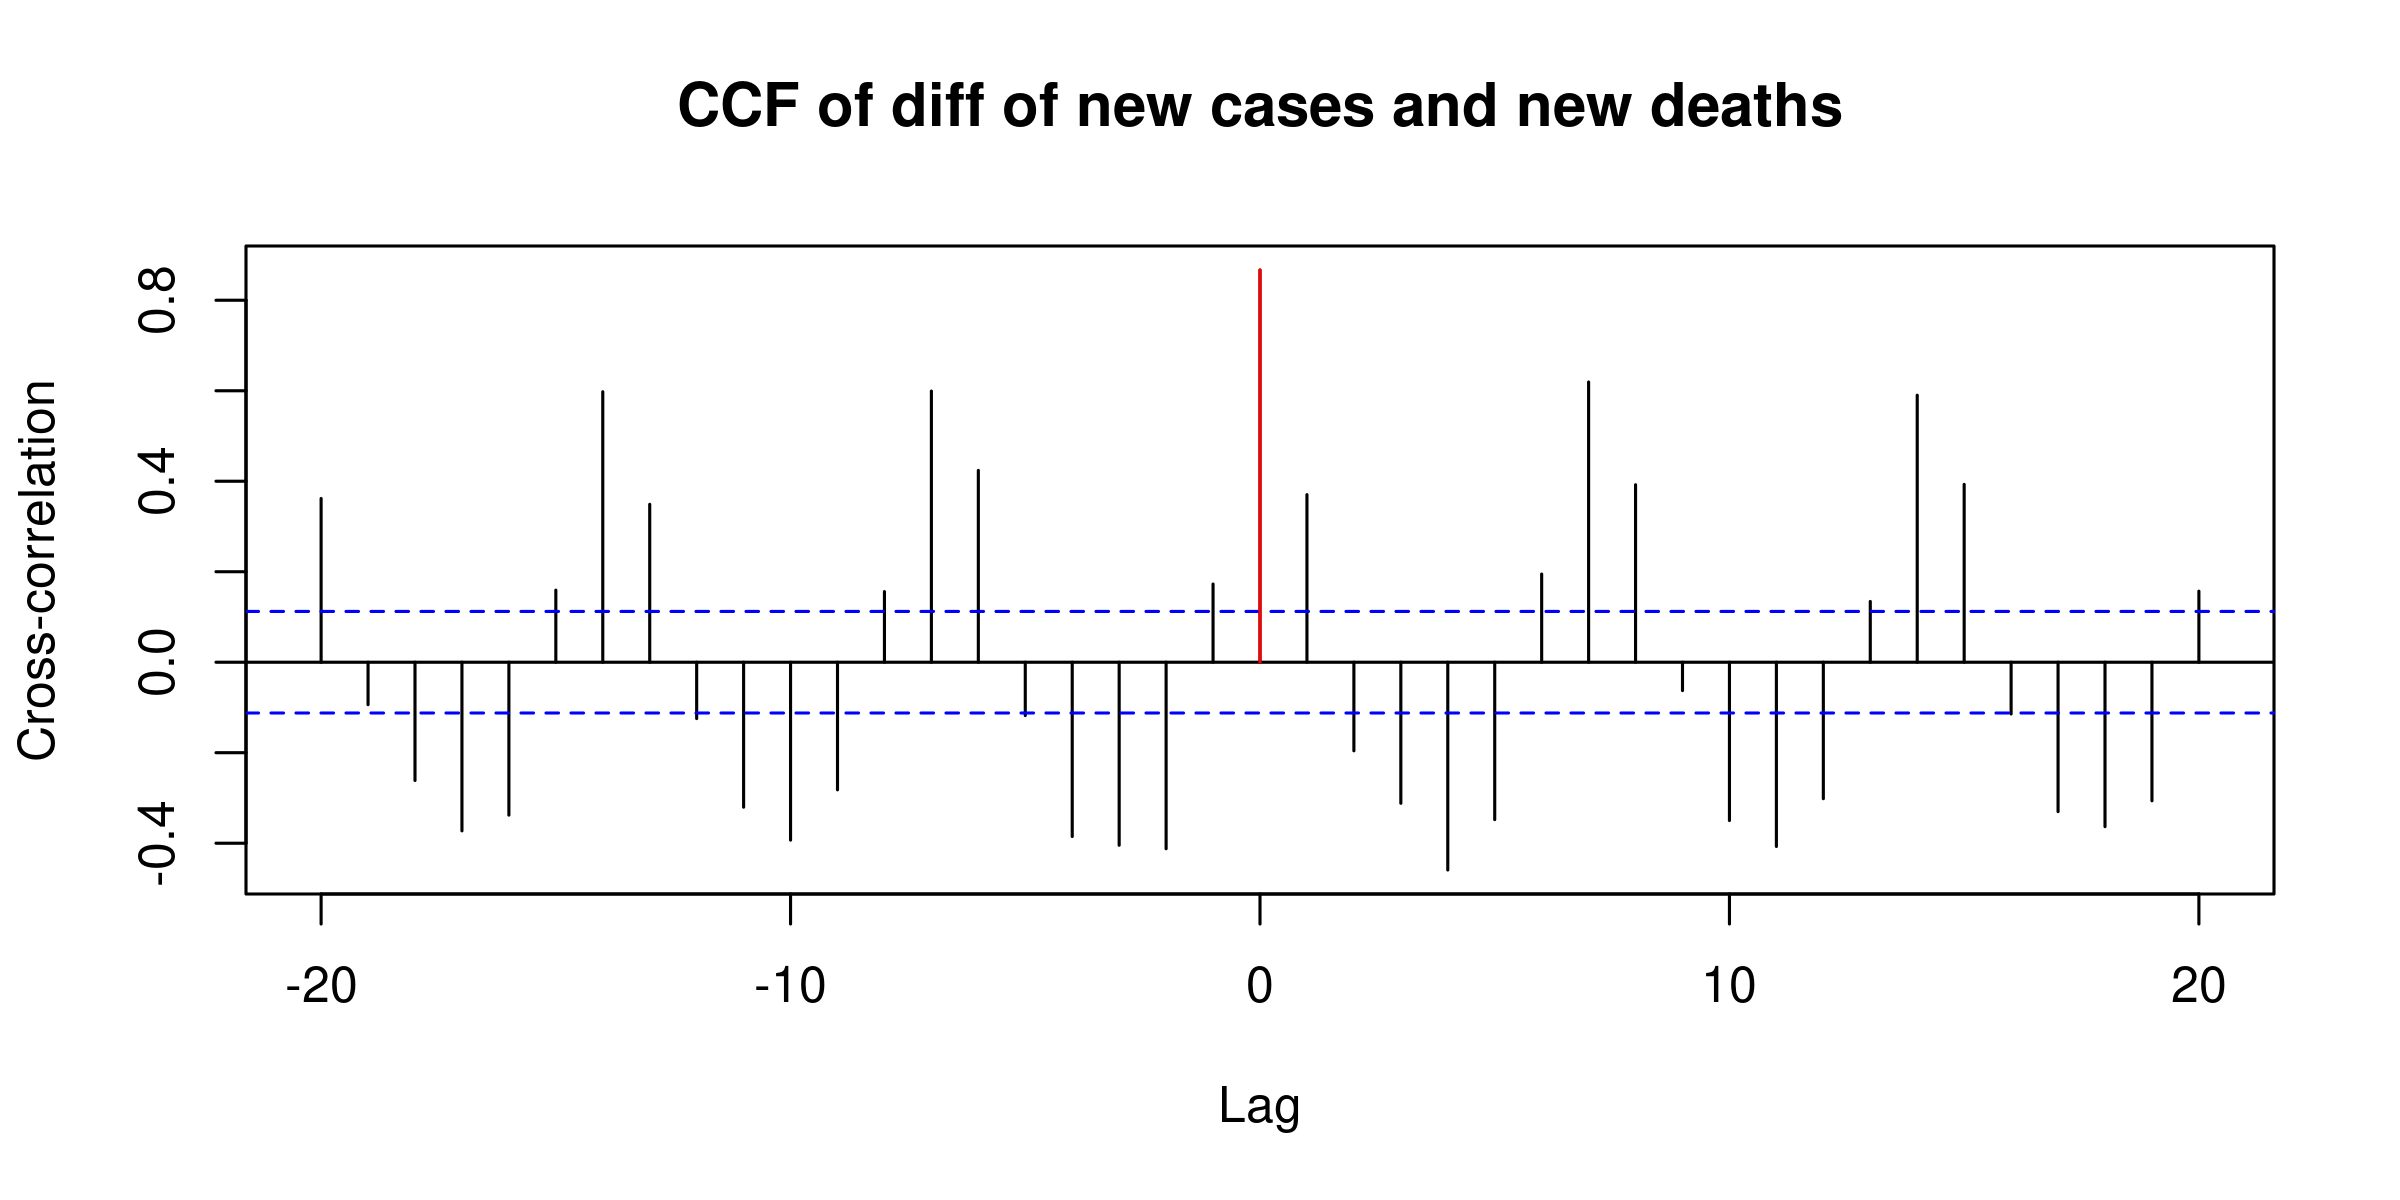 CCF of diff of new cases and new deaths
Cross-correlation
0.8
0.4
0.0
-0.4
-20 -10 0 10 20
Lag